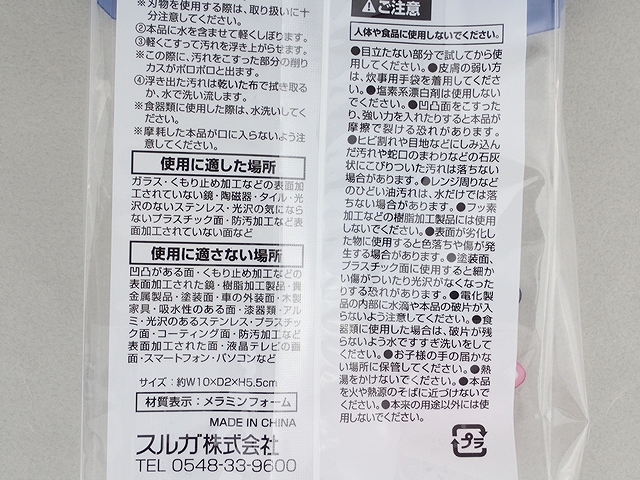 ※刃物を使用する際は、取り扱いに十
分注意してください。
②本品に水を含ませて軽くしぼります。
③軽くこすって汚れを浮き上がらせます。
※この際に、汚れをこすった部分の削り
カスがポロポロと出ます。
④浮き出た汚れは乾いた布で拭き取る
か、水で洗い流します。
※食器類に使用した際は、水洗いしてく
ださい。
※摩耗した本品が口に入らないよう注
意してください。
使用に適した場所
ガラス・くもり止め加工などの表面加
工されていない鏡・陶磁器・タイル・光
沢のないステンレス・光沢の気になら
ないプラスチック面・防汚加工など表
面加工されていない面など
使用に適さない場所
凹凸がある面・くもり止め加工などの
表面加工された鏡・樹脂加工製品・貴
金属製品・塗装面・車の外装面・木製
家具・吸水性のある面・漆器類・アル
ミ・光沢のあるステンレス・プラスチッ
ク面・コーティング面・防汚加工など
表面加工された面・液晶テレビの画
面・スマートフォン・パソコンなど
サイズ:約W10×D2×H5.5cm
材質表示:メラミンフォーム
MADE IN CHINA
スルガ株式会社
TEL 0548-33-9600
ご注意
人体や食品に使用しないでください。
●目立たない部分で試してから使
用してください。●皮膚の弱い方
は、炊事用手袋を着用してくださ
い。●塩素系漂白剤は使用しない
でください。●凹凸面をこすった
り、強い力を入れたりすると本品が
摩擦で裂ける恐れがあります。
●ヒビ割れや目地などにしみ込ん
だ汚れや蛇口のまわりなどの石灰
状にこびりついた汚れは落ちない
場合があります。●レンジ周りなど
のひどい油汚れは、水だけでは落
ちない場合があります。●フッ素
加工などの樹脂加工製品には使用
しないでください。●表面が劣化し
た物に使用すると色落ちや傷が発
生する場合があります。●塗装面、
プラスチック面に使用すると細か
い傷がついたり光沢がなくなった
りする恐れがあります。●電化製
品の内部に水滴や本品の破片が入
らないよう注意してください。●食
器類に使用した場合は、破片が残
らないよう水ですすぎ洗いをして
ください。●お子様の手の届かな
い場所に保管してください。●熱
湯をかけないでください。●本品
を火や熱源のそばに近づけないで
ください。●本来の用途以外には使
用しないでください。
プラ